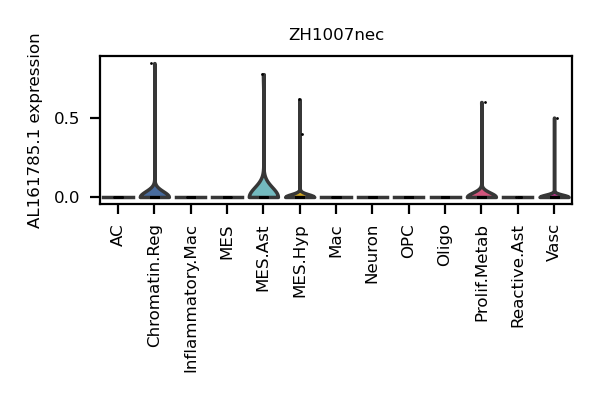 ZH1007nec
AL161785.1 expression
0.5
0.0
AC
Chromatin.Reg
Inflammatory.Mac
MES
MES.Ast
MES.Hyp
Mac
Neuron
OPC
Oligo
Prolif.Metab
Reactive.Ast
Vasc